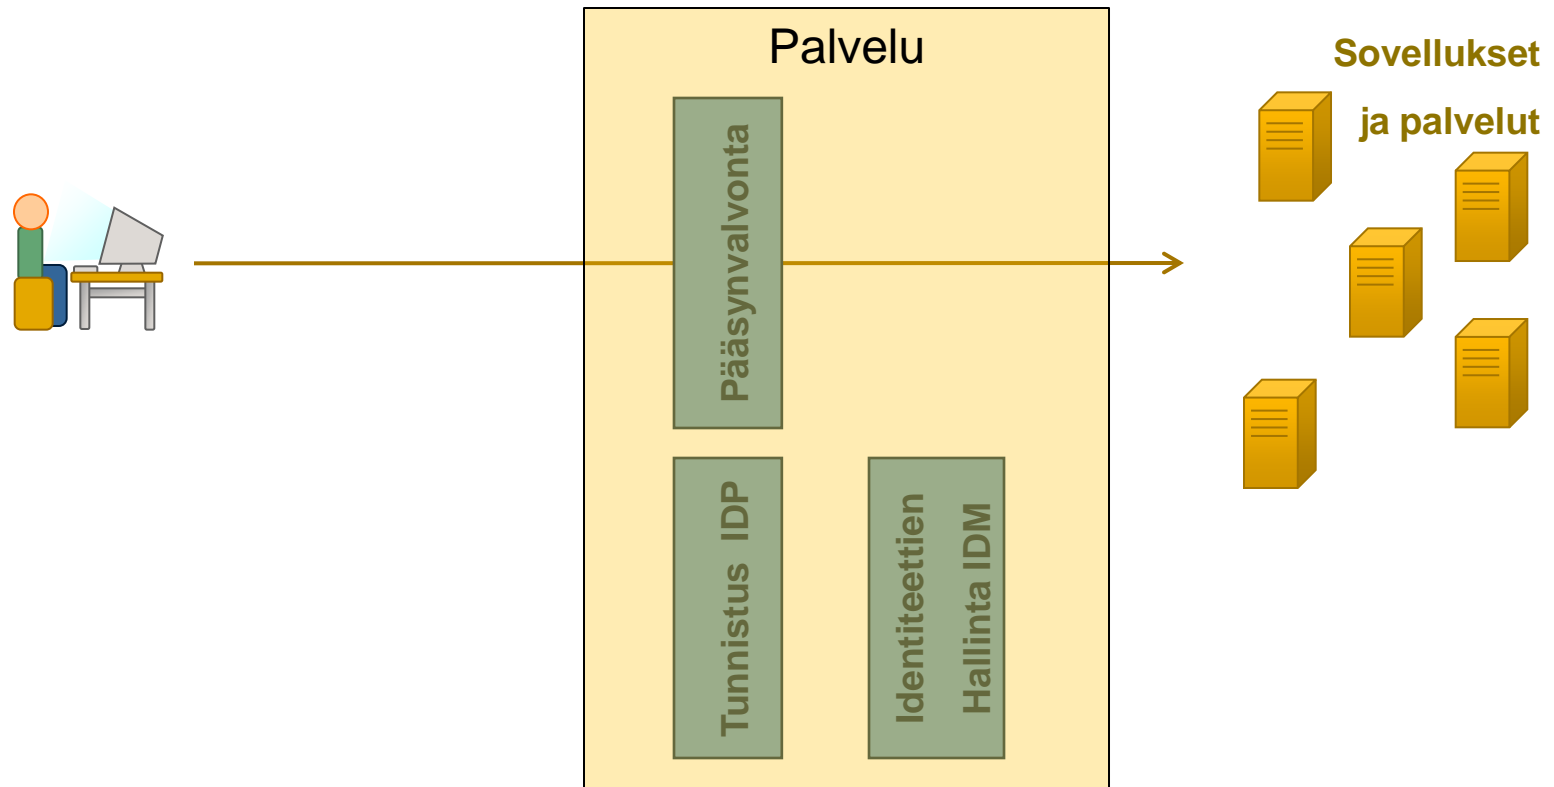 Palvelu
Sovellukset
ja palvelut
Pääsynvalvonta
Tunnistus IDP
Identiteettien
Hallinta IDM